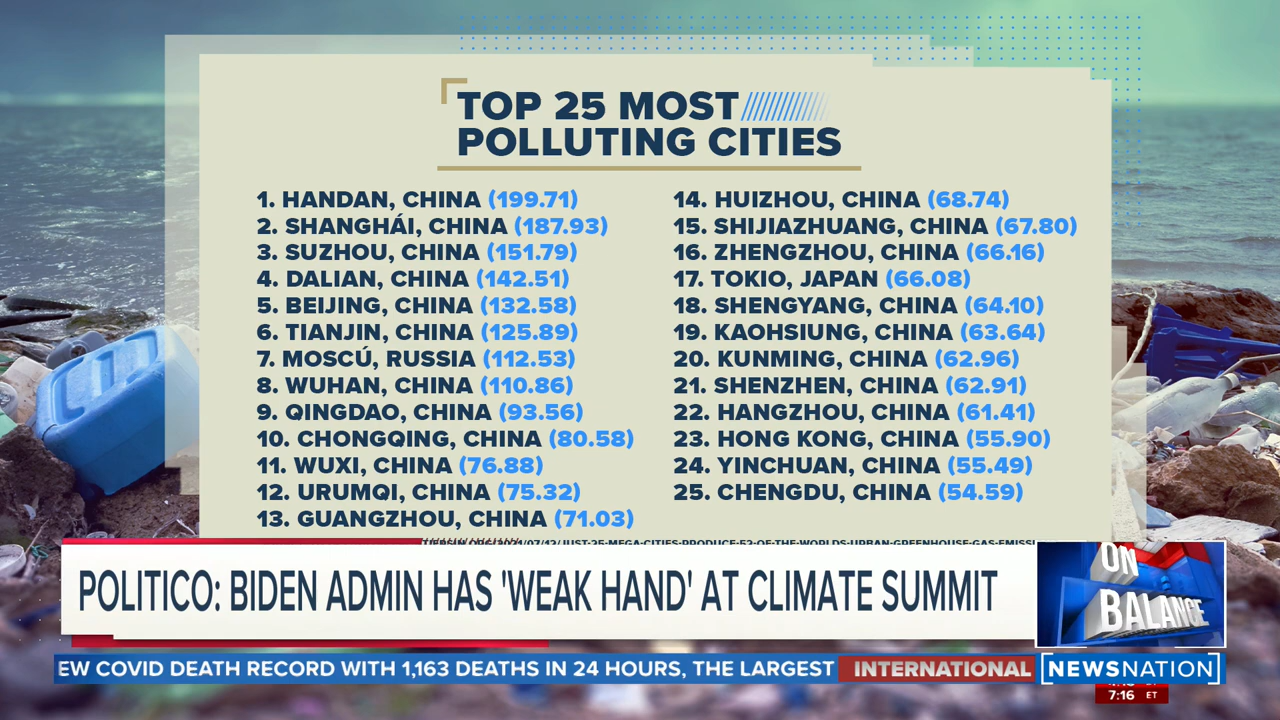 TOP 25 MOST
POLLUTING CITIES
1. HANDAN, CHINA (199.71)
2. SHANGHÁI, CHINA (187.93)
3. SUZHOU, CHINA (151.79)
4. DALIAN, CHINA (142.51)
5. BEIJING, CHINA (132.58)
6. TIANJIN, CHINA (125.89)
7. MOSCÚ, RUSSIA (112.53)
8. WUHAN, CHINA (110.86)
9. QINGDAO, CHINA (93.56)
10. CHONGQING, CHINA (80.58)
11. WUXI, CHINA (76.88)
12. URUMQI, CHINA (75.32)
13. GUANGZHOU, CHINA (71.03)
14. HUIZHOU, CHINA (68.74)
15. SHIJIAZHUANG, CHINA (67.80)
16. ZHENGZHOU, CHINA (66.16)
17. TOKIO, JAPAN (66.08)
18. SHENGYANG, CHINA (64.10)
19. KAOHSIUNG, CHINA (63.64)
20. KUNMING, CHINA (62.96)
21. SHENZHEN, CHINA (62.91)
22. HANGZHOU, CHINA (61.41)
23. HONG KONG, CHINA (55.90)
24. YINCHUAN, CHINA (55.49)
25. CHENGDU, CHINA (54.59)
POLITICO: BIDEN ADMIN HAS 'WEAK HAND' AT CLIMATE SUMMIT
ON
BALANCE
EW COVID DEATH RECORD WITH 1,163 DEATHS IN 24 HOURS, THE LARGEST
INTERNATIONAL
NEWSNATION
7:16 ET